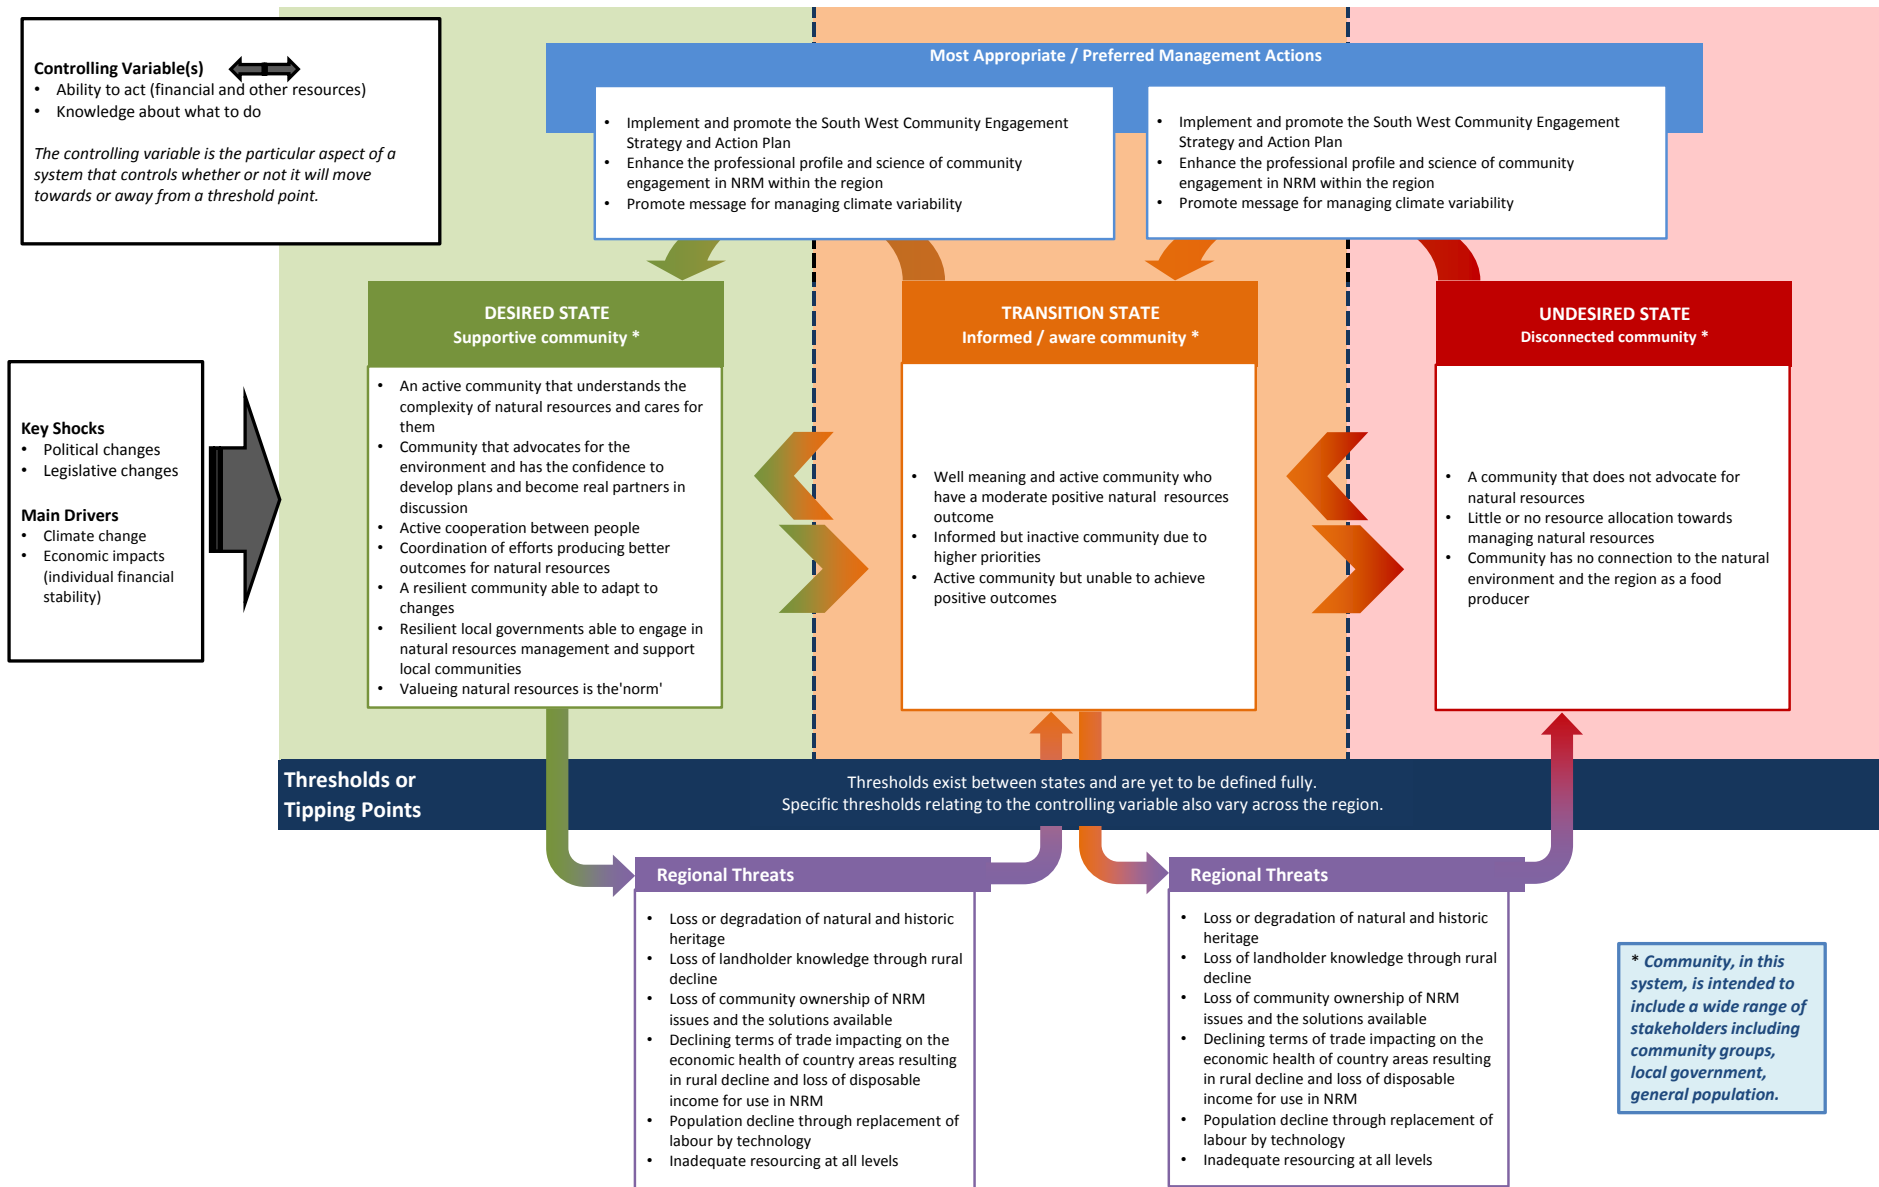 Controlling Variable(s)
• Ability to act (financial and other resources)
• Knowledge about what to do
The controlling variable is the particular aspect of a
system that controls whether or not it will move
towards or away from a threshold point.
Most Appropriate / Preferred Management Actions
• Implement and promote the South West Community Engagement
Strategy and Action Plan
• Enhance the professional profile and science of community
engagement in NRM within the region
• Promote message for managing climate variability
• Implement and promote the South West Community Engagement
Strategy and Action Plan
• Enhance the professional profile and science of community
engagement in NRM within the region
• Promote message for managing climate variability
Key Shocks
• Political changes
• Legislative changes
Main Drivers
• Climate change
• Economic impacts
(individual financial
stability)
DESIRED STATE
Supportive community *
• An active community that understands the
complexity of natural resources and cares for
them
• Community that advocates for the
environment and has the confidence to
develop plans and become real partners in
discussion
• Active cooperation between people
• Coordination of efforts producing better
outcomes for natural resources
• A resilient community able to adapt to
changes
• Resilient local governments able to engage in
natural resources management and support
local communities
• Valueing natural resources is the'norm'
TRANSITION STATE
Informed / aware community *
• Well meaning and active community who
have a moderate positive natural resources
outcome
• Informed but inactive community due to
higher priorities
• Active community but unable to achieve
positive outcomes
UNDESIRED STATE
Disconnected community *
• A community that does not advocate for
natural resources
• Little or no resource allocation towards
managing natural resources
• Community has no connection to the natural
environment and the region as a food
producer
Thresholds or
Tipping Points
Thresholds exist between states and are yet to be defined fully.
Specific thresholds relating to the controlling variable also vary across the region.
Regional Threats
• Loss or degradation of natural and historic
heritage
• Loss of landholder knowledge through rural
decline
• Loss of community ownership of NRM
issues and the solutions available
• Declining terms of trade impacting on the
economic health of country areas resulting
in rural decline and loss of disposable
income for use in NRM
• Population decline through replacement of
labour by technology
• Inadequate resourcing at all levels
Regional Threats
• Loss or degradation of natural and historic
heritage
• Loss of landholder knowledge through rural
decline
• Loss of community ownership of NRM
issues and the solutions available
• Declining terms of trade impacting on the
economic health of country areas resulting
in rural decline and loss of disposable
income for use in NRM
• Population decline through replacement of
labour by technology
• Inadequate resourcing at all levels
* Community, in this
system, is intended to
include a wide range of
stakeholders including
community groups,
local government,
general population.